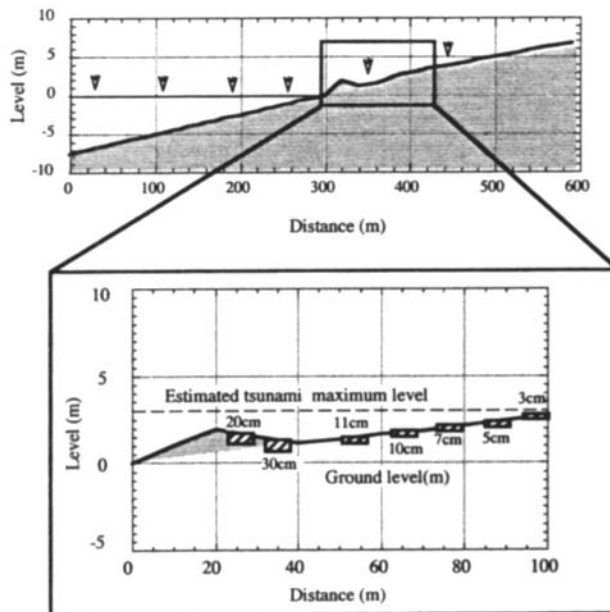 10
5
0
-5
-10
Level (m)
0 100 200 300 400 500 600
Distance (m)
10
5
0
-5
Level (m)
Estimated tsunami maximum level
3cm
20cm
11cm
30cm
10cm
7cm
5cm
Ground level(m)
0 20 40 60 80 100
Distance (m)